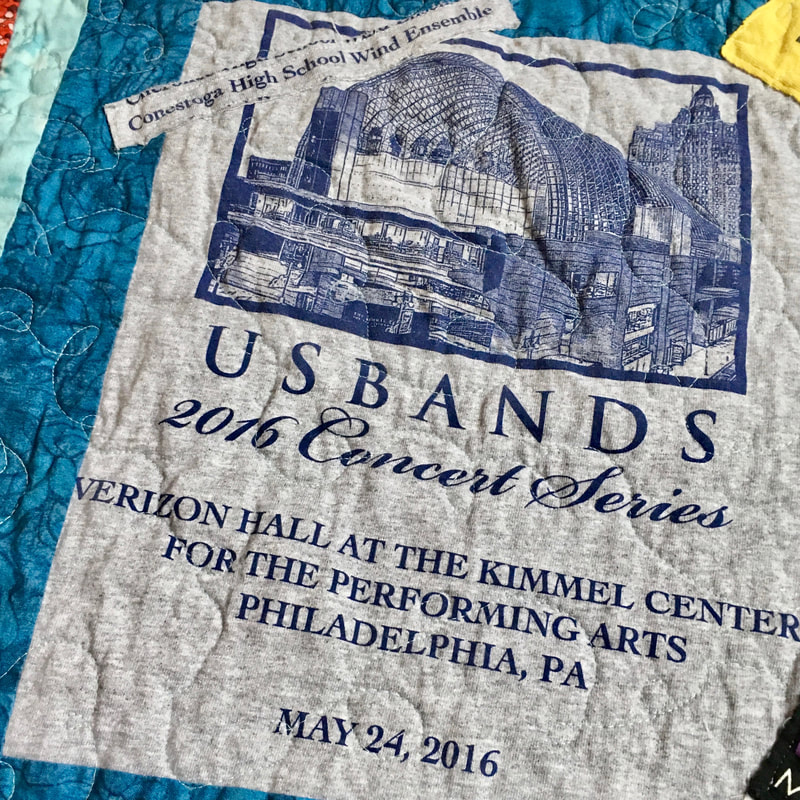 Conestoga High School Wind Ensemble
USBANDS
2016 Concert Series
VERIZON HALL AT THE KIMMEL CENTER
FOR THE PERFORMING ARTS
PHILADELPHIA, PA
MAY 24, 2016